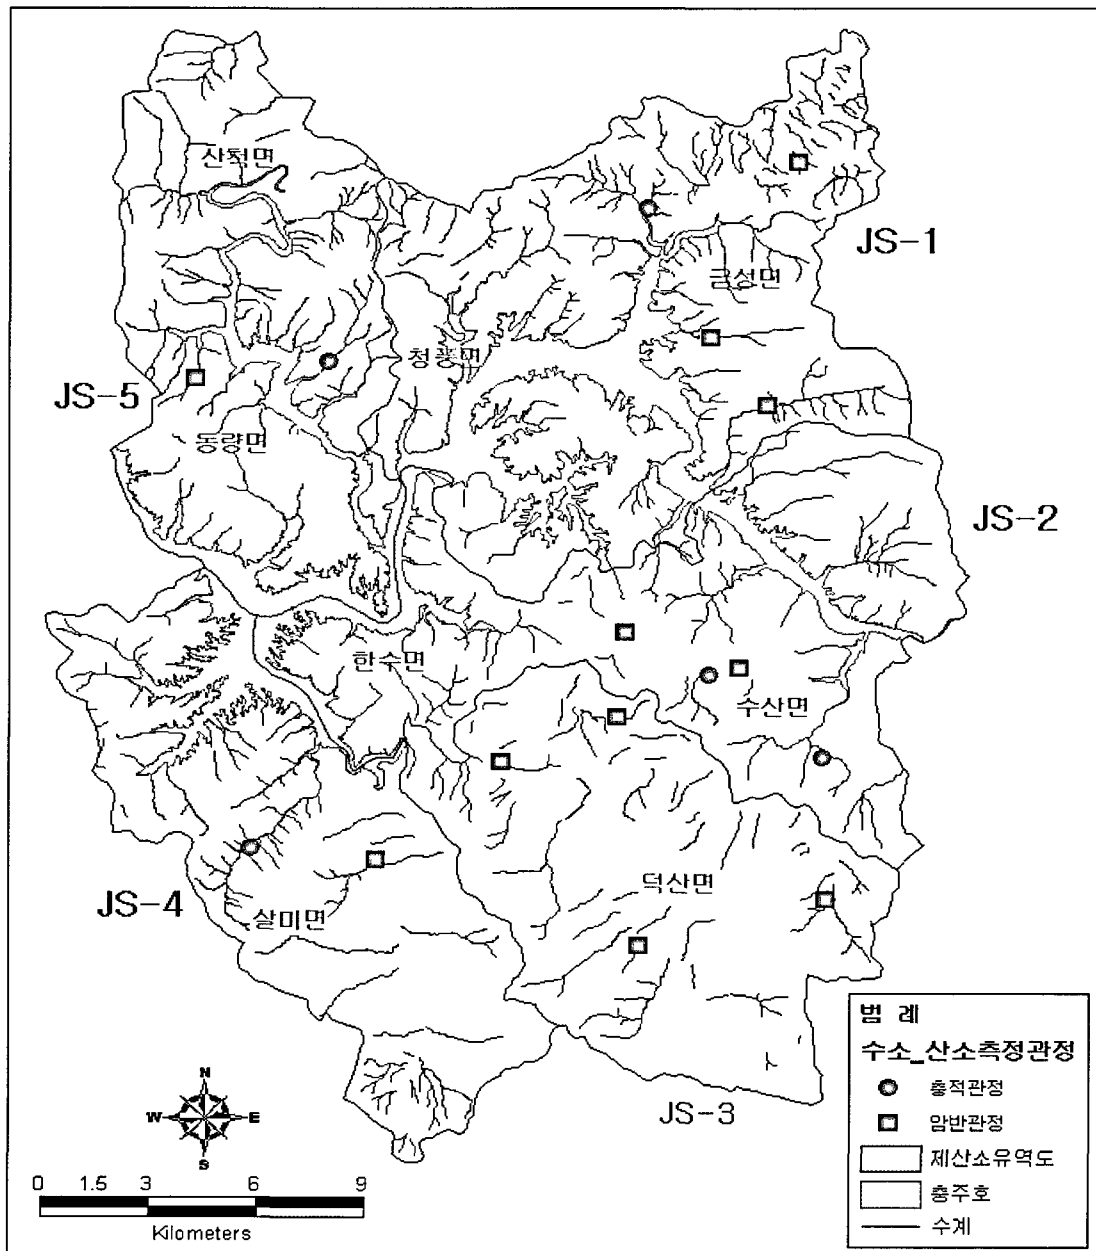 산척면
JS-1
금성면
청풍면
JS-5
동량면
JS-2
한수면
수산면
덕산면
JS-4
살미면
JS-3
범 례
수소_산소측정관정
충적관정
암반관정
제산소유역도
충주호
수계
N
W E
S
0 1.5 3 6 9
Kilometers